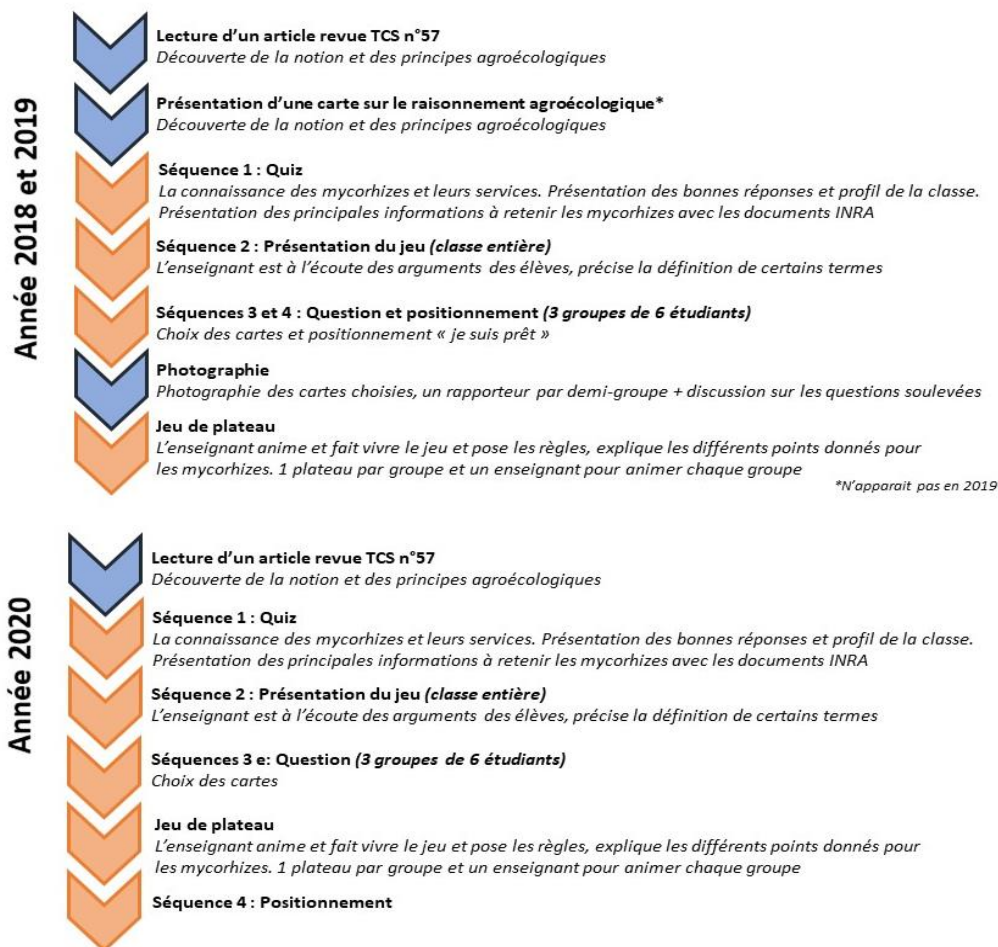 Année 2018 et 2019
Lecture d'un article revue TCS n°57
Découverte de la notion et des principes agroécologiques
Présentation d'une carte sur le raisonnement agroécologique*
Découverte de la notion et des principes agroécologiques
Séquence 1 : Quiz
La connaissance des mycorhizes et leurs services. Présentation des bonnes réponses et profil de la classe.
Présentation des principales informations à retenir les mycorhizes avec les documents INRA
Séquence 2 : Présentation du jeu (classe entière)
L'enseignant est à l'écoute des arguments des élèves, précise la définition de certains termes
Séquences 3 et 4 : Question et positionnement (3 groupes de 6 étudiants)
Choix des cartes et positionnement « je suis prêt »
Photographie
Photographie des cartes choisies, un rapporteur par demi-groupe + discussion sur les questions soulevées
Jeu de plateau
L'enseignant anime et fait vivre le jeu et pose les règles, explique les différents points donnés pour
les mycorhizes. 1 plateau par groupe et un enseignant pour animer chaque groupe
*N'apparait pas en 2019
Année 2020
Lecture d'un article revue TCS n°57
Découverte de la notion et des principes agroécologiques
Séquence 1 : Quiz
La connaissance des mycorhizes et leurs services. Présentation des bonnes réponses et profil de la classe.
Présentation des principales informations à retenir les mycorhizes avec les documents INRA
Séquence 2 : Présentation du jeu (classe entière)
L'enseignant est à l'écoute des arguments des élèves, précise la définition de certains termes
Séquences 3 e: Question (3 groupes de 6 étudiants)
Choix des cartes
Jeu de plateau
L'enseignant anime et fait vivre le jeu et pose les règles, explique les différents points donnés pour
les mycorhizes. 1 plateau par groupe et un enseignant pour animer chaque groupe
Séquence 4 : Positionnement